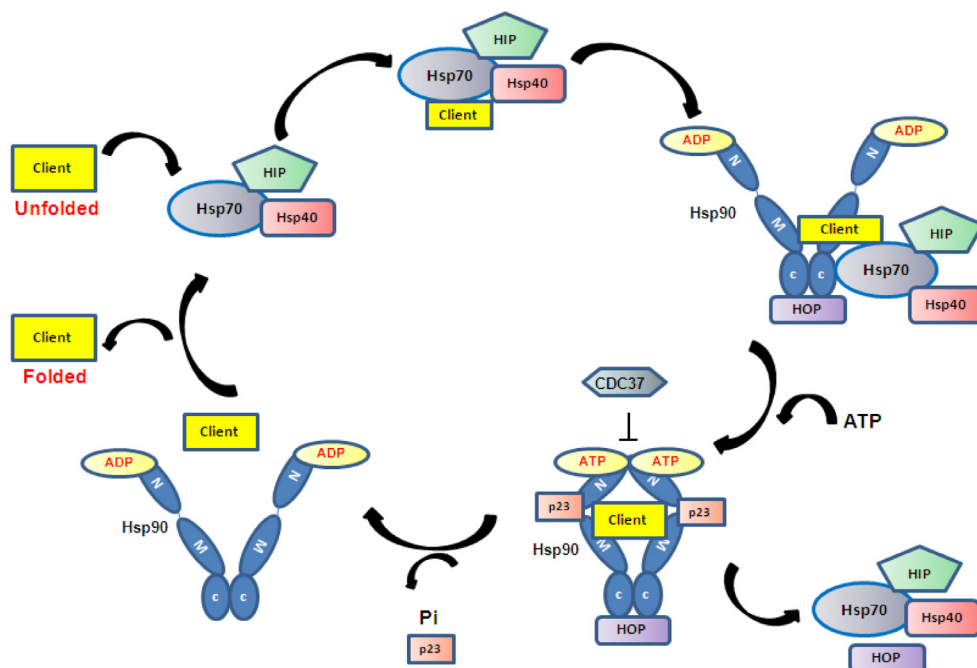 HIP
Hsp70
Hsp40
Client
Client
Unfolded
HIP
Hsp70
Hsp40
ADP
N
ADP
N
Hsp90
M
Client
HIP
Hsp70
Hsp40
c
c
HOP
Client
Folded
CDC37
ATP
Client
ADP
N
ADP
N
Hsp90
M
M
c
c
ATP
ATP
N
N
p23
Client
p23
Hsp90
M
M
c
c
HOP
Pi
p23
HIP
Hsp70
Hsp40
HOP